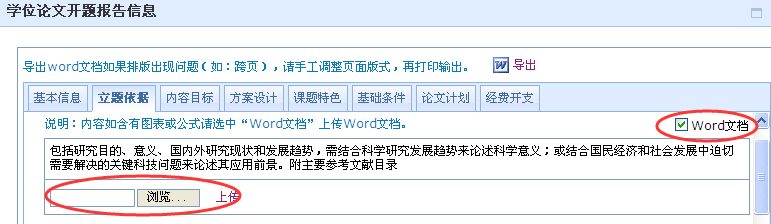 学位论文开题报告信息
导出word文档如果排版出现问题(如:跨页),请手工调整页面版式,再打印输出。 导出
基本信息 立题依据 内容目标 方案设计 课题特色 基础条件 论文计划 经费开支
说明:内容如含有图表或公式请选中“Word文档”上传Word文档。 Word文档
包括研究目的、意义、国内外研究现状和发展趋势,需结合科学研究发展趋势来论述科学意义;或结合国民经济和社会发展中迫切
需要解决的关键科技问题来论述其应用前景。附主要参考文献目录
浏览... 上传